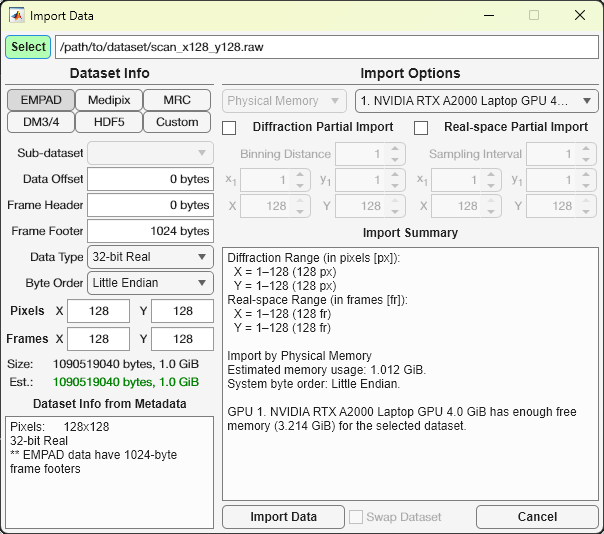 Import Data
Select /path/to/dataset/scan_x128_y128.raw
Dataset Info
EMPAD Medipix MRC
DM3/4 HDF5 Custom
Sub-dataset
Data Offset 0 bytes
Frame Header 0 bytes
Frame Footer 1024 bytes
Data Type 32-bit Real
Byte Order Little Endian
Pixels X 128 Y 128
Frames X 128 Y 128
Size: 1090519040 bytes, 1.0 GiB
Est.: 1090519040 bytes, 1.0 GiB
Dataset Info from Metadata
Pixels: 128x128
32-bit Real
** EMPAD data have 1024-byte
frame footers
Import Options
Physical Memory 1. NVIDIA RTX A2000 Laptop GPU 4...
Diffraction Partial Import Real-space Partial Import
Binning Distance 1 Sampling Interval 1
x1 1 y1 1 x1 1 y1 1
X 128 Y 128 X 128 Y 128
Import Summary
Diffraction Range (in pixels [px]):
X = 1–128 (128 px)
Y = 1–128 (128 px)
Real-space Range (in frames [fr]):
X = 1–128 (128 fr)
Y = 1–128 (128 fr)
Import by Physical Memory
Estimated memory usage: 1.012 GiB.
System byte order: Little Endian.
GPU 1. NVIDIA RTX A2000 Laptop GPU 4.0 GiB has enough free
memory (3.214 GiB) for the selected dataset.
Import Data Swap Dataset Cancel